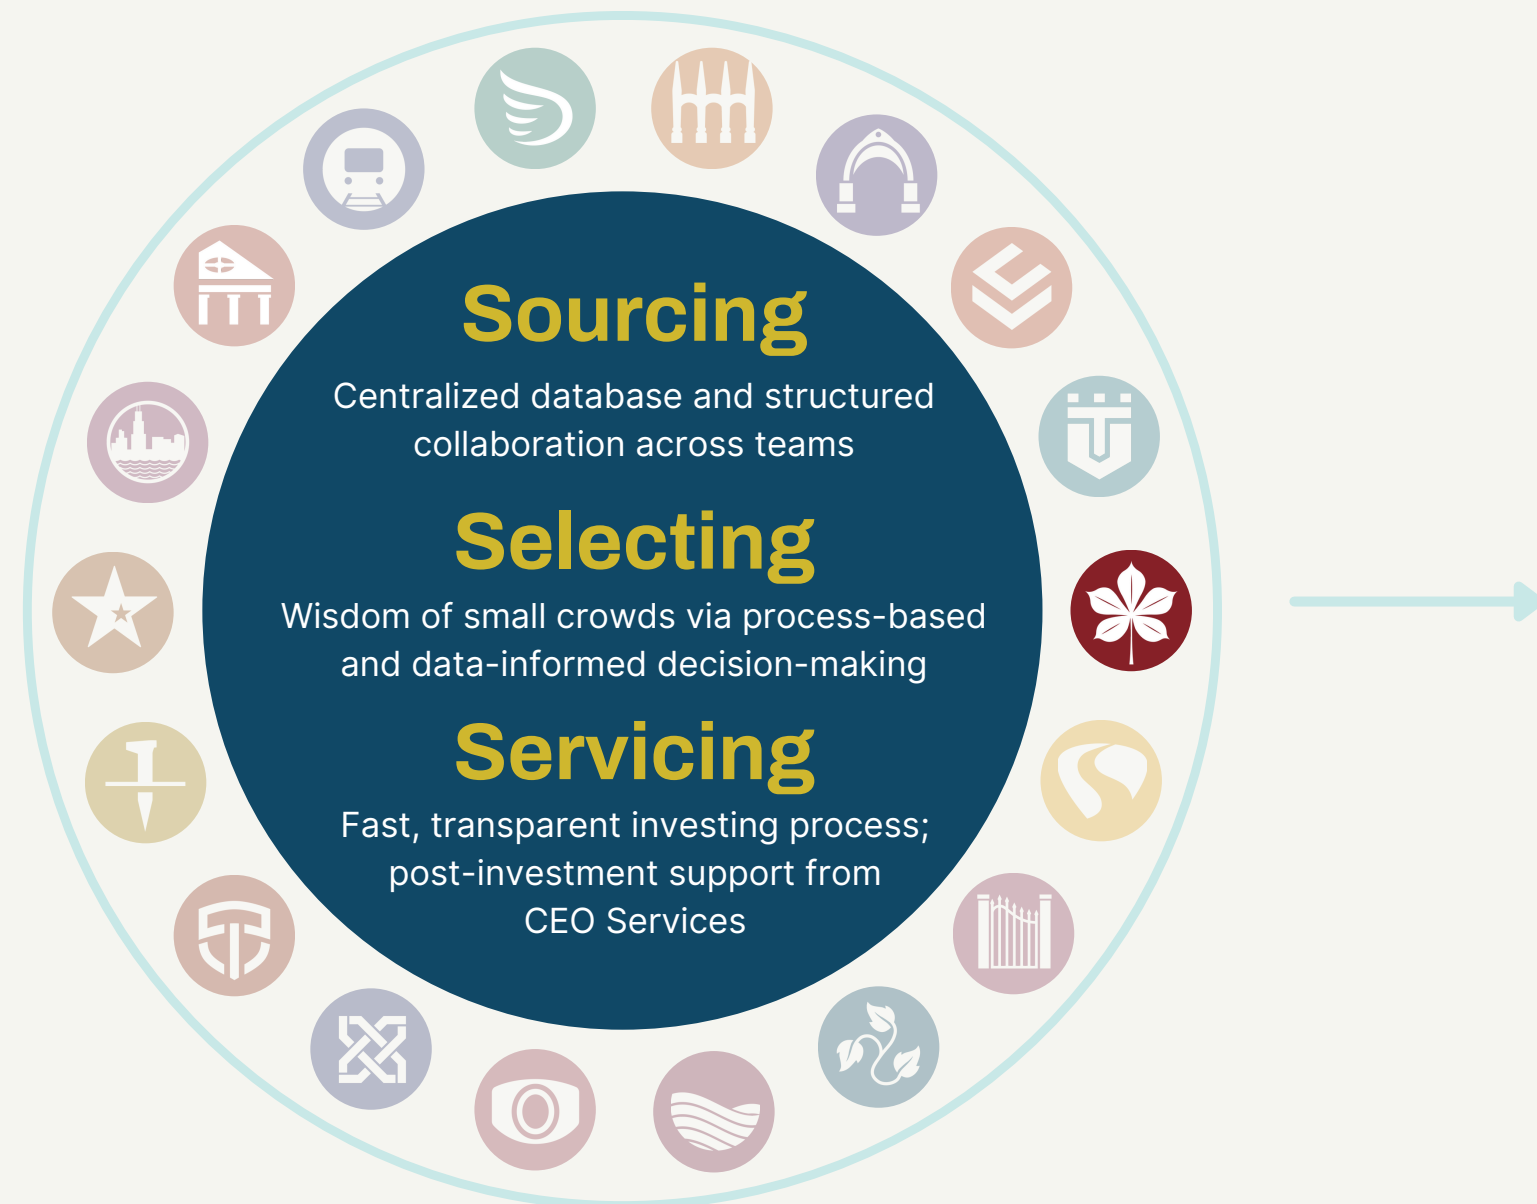 Sourcing
Centralized database and structured
collaboration across teams
Selecting
Wisdom of small crowds via process-based
and data-informed decision-making
Servicing
Fast, transparent investing process;
post-investment support from
CEO Services